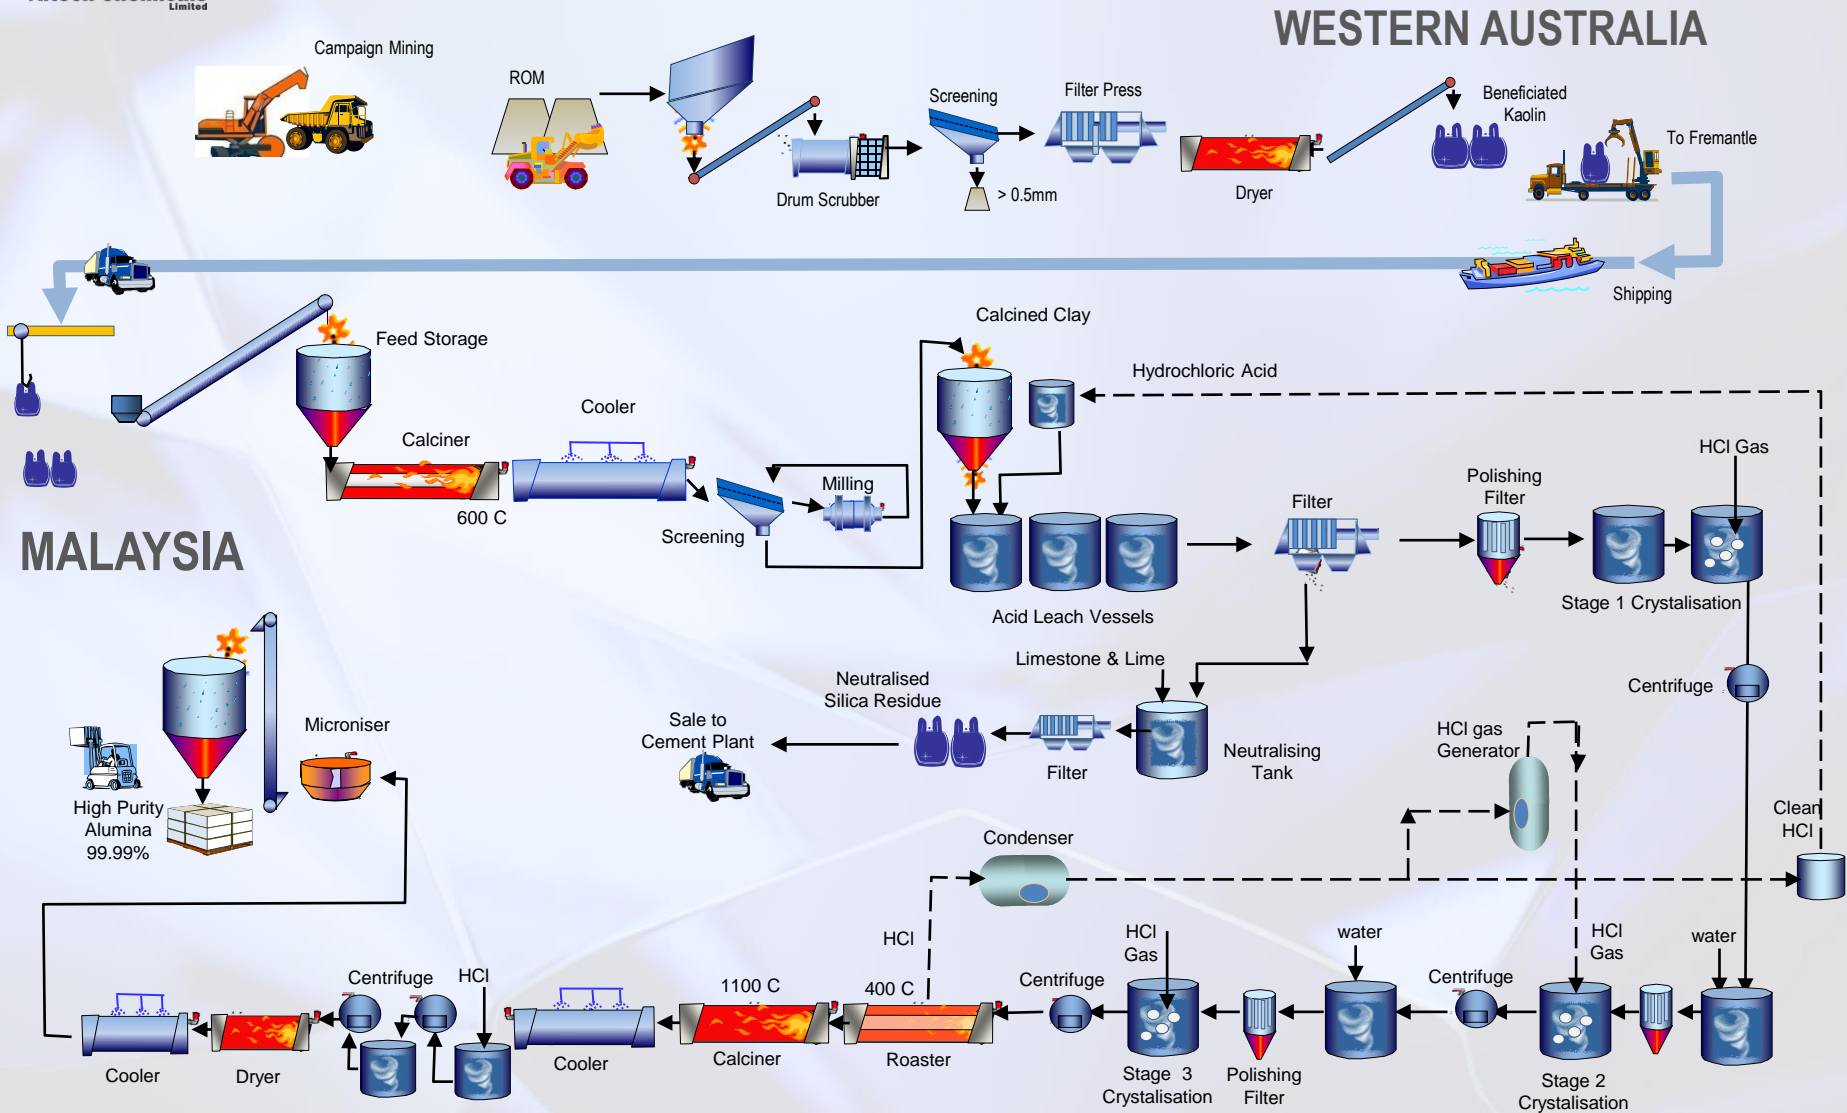 Limited
WESTERN AUSTRALIA
Campaign Mining
ROM
Drum Scrubber
Screening
> 0.5mm
Filter Press
Dryer
Beneficiated
Kaolin
To Fremantle
Shipping
Feed Storage
Calciner
600 C
Cooler
Screening
Milling
Calcined Clay
Hydrochloric Acid
Acid Leach Vessels
Filter
Polishing
Filter
HCl Gas
Stage 1 Crystalisation
MALAYSIA
Centrifuge
Limestone & Lime
Neutralising
Tank
Filter
Neutralised
Silica Residue
Sale to
Cement Plant
HCl gas
Generator
Clean
HCl
Microniser
High Purity
Alumina
99.99%
Condenser
HCl
water
HCl
Gas
Stage 2
Crystalisation
Centrifuge
water
Polishing
Filter
HCl
Gas
Stage 3
Crystalisation
Centrifuge
400 C
Roaster
1100 C
Calciner
Cooler
HCl
Centrifuge
Dryer
Cooler